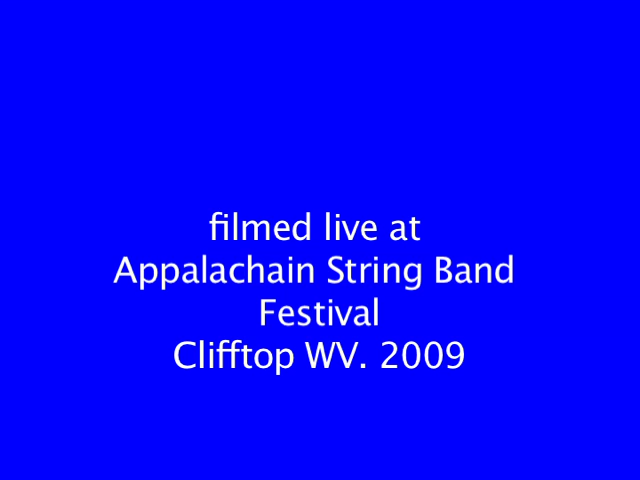 filmed live at
Appalachain String Band
Festival
Clifftop WV. 2009